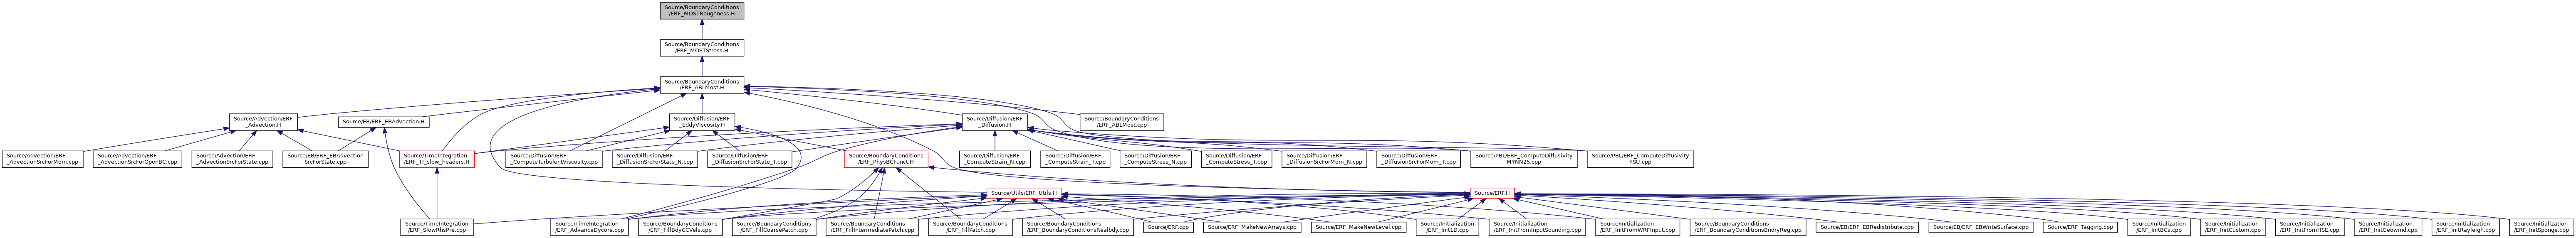 Source/BoundaryConditions
/ERF_MOSTRoughness.H
Source/BoundaryConditions
/ERF_MOSTStress.H
Source/BoundaryConditions
/ERF_ABLMost.H
Source/Advection/ERF
_Advection.H
Source/EB/ERF_EBAdvection.H
Source/Diffusion/ERF
_EddyViscosity.H
Source/Diffusion/ERF
_Diffusion.H
Source/BoundaryConditions
/ERF_ABLMost.cpp
Source/Advection/ERF
_AdvectionSrcForMom.cpp
Source/Advection/ERF
_AdvectionSrcForOpenBC.cpp
Source/Advection/ERF
_AdvectionSrcForState.cpp
Source/EB/ERF_EBAdvection
SrcForState.cpp
Source/TimeIntegration
/ERF_TI_slow_headers.H
Source/Diffusion/ERF
_ComputeTurbulentViscosity.cpp
Source/Diffusion/ERF
_DiffusionSrcForState_N.cpp
Source/Diffusion/ERF
_DiffusionSrcForState_T.cpp
Source/BoundaryConditions
/ERF_PhysBCFunct.H
Source/Diffusion/ERF
_ComputeStrain_N.cpp
Source/Diffusion/ERF
_ComputeStrain_T.cpp
Source/Diffusion/ERF
_ComputeStress_N.cpp
Source/Diffusion/ERF
_ComputeStress_T.cpp
Source/Diffusion/ERF
_DiffusionSrcForMom_N.cpp
Source/Diffusion/ERF
_DiffusionSrcForMom_T.cpp
Source/PBL/ERF_ComputeDiffusivity
MYNN25.cpp
Source/PBL/ERF_ComputeDiffusivity
YSU.cpp
Source/Utils/ERF_Utils.H
Source/ERF.H
Source/TimeIntegration
/ERF_SlowRhsPre.cpp
Source/TimeIntegration
/ERF_AdvanceDycore.cpp
Source/BoundaryConditions
/ERF_FillBdyCCVels.cpp
Source/BoundaryConditions
/ERF_FillCoarsePatch.cpp
Source/BoundaryConditions
/ERF_FillIntermediatePatch.cpp
Source/BoundaryConditions
/ERF_FillPatch.cpp
Source/BoundaryConditions
/ERF_BoundaryConditionsRealbdy.cpp
Source/ERF.cpp
Source/ERF_MakeNewArrays.cpp
Source/ERF_MakeNewLevel.cpp
Source/Initialization
/ERF_Init1D.cpp
Source/Initialization
/ERF_InitFromInputSounding.cpp
Source/Initialization
/ERF_InitFromWRFInput.cpp
Source/BoundaryConditions
/ERF_BoundaryConditionsBndryReg.cpp
Source/EB/ERF_EBRedistribute.cpp
Source/EB/ERF_EBWriteSurface.cpp
Source/ERF_Tagging.cpp
Source/Initialization
/ERF_InitBCs.cpp
Source/Initialization
/ERF_InitCustom.cpp
Source/Initialization
/ERF_InitFromHSE.cpp
Source/Initialization
/ERF_InitGeowind.cpp
Source/Initialization
/ERF_InitRayleigh.cpp
Source/Initialization
/ERF_InitSponge.cpp